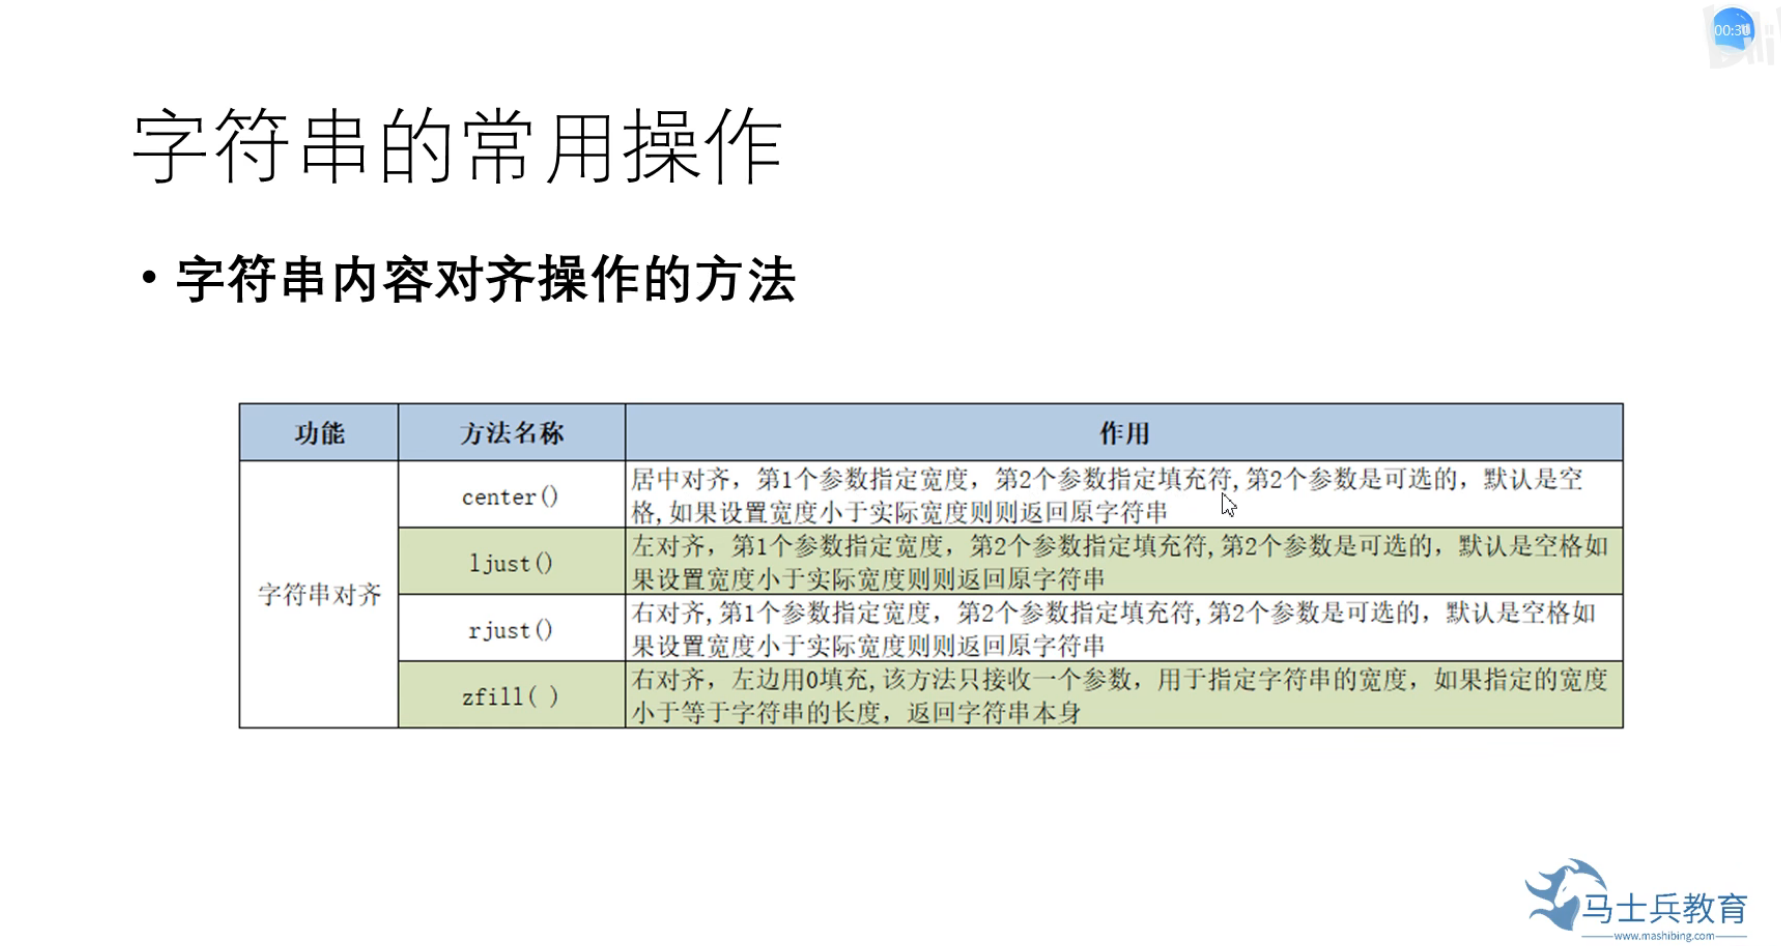 00:30
字符串的常用操作
• 字符串内容对齐操作的方法
功能 方法名称 作用
字符串对齐
center()
居中对齐，第1个参数指定宽度，第2个参数指定填充符,第2个参数是可选的，默认是空
格,如果设置宽度小于实际宽度则则返回原字符串
ljust()
左对齐，第1个参数指定宽度，第2个参数指定填充符,第2个参数是可选的，默认是空格如
果设置宽度小于实际宽度则则返回原字符串
rjust()
右对齐,第1个参数指定宽度，第2个参数指定填充符,第2个参数是可选的，默认是空格如
果设置宽度小于实际宽度则则返回原字符串
zfill( )
右对齐，左边用0填充,该方法只接收一个参数，用于指定字符串的宽度，如果指定的宽度
小于等于字符串的长度，返回字符串本身
马士兵教育
www.mashibing.com